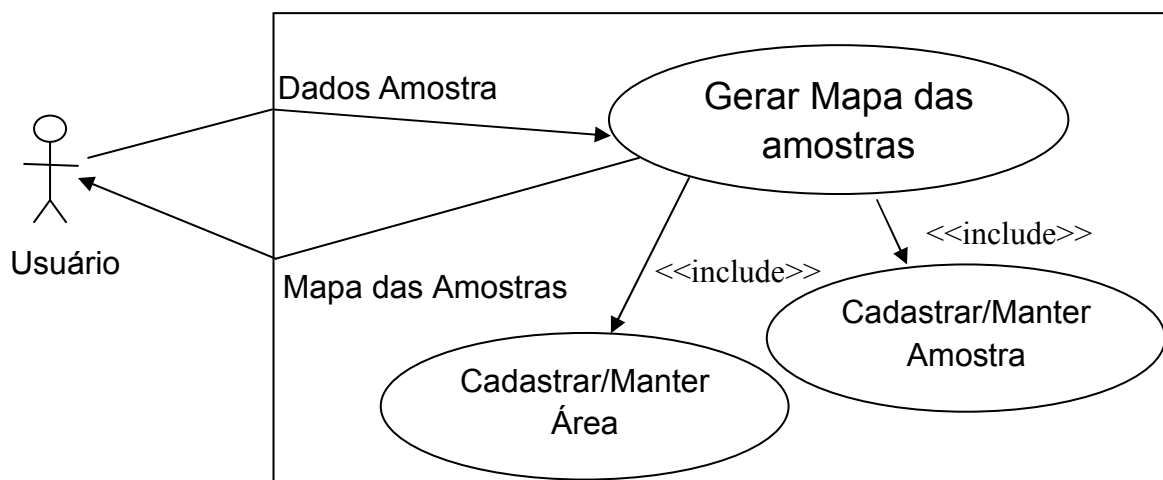 Dados Amostra
Gerar Mapa das
amostras
Usuário
Mapa das Amostras
<<include>>
<<include>>
Cadastrar/Manter
Amostra
Cadastrar/Manter
Área